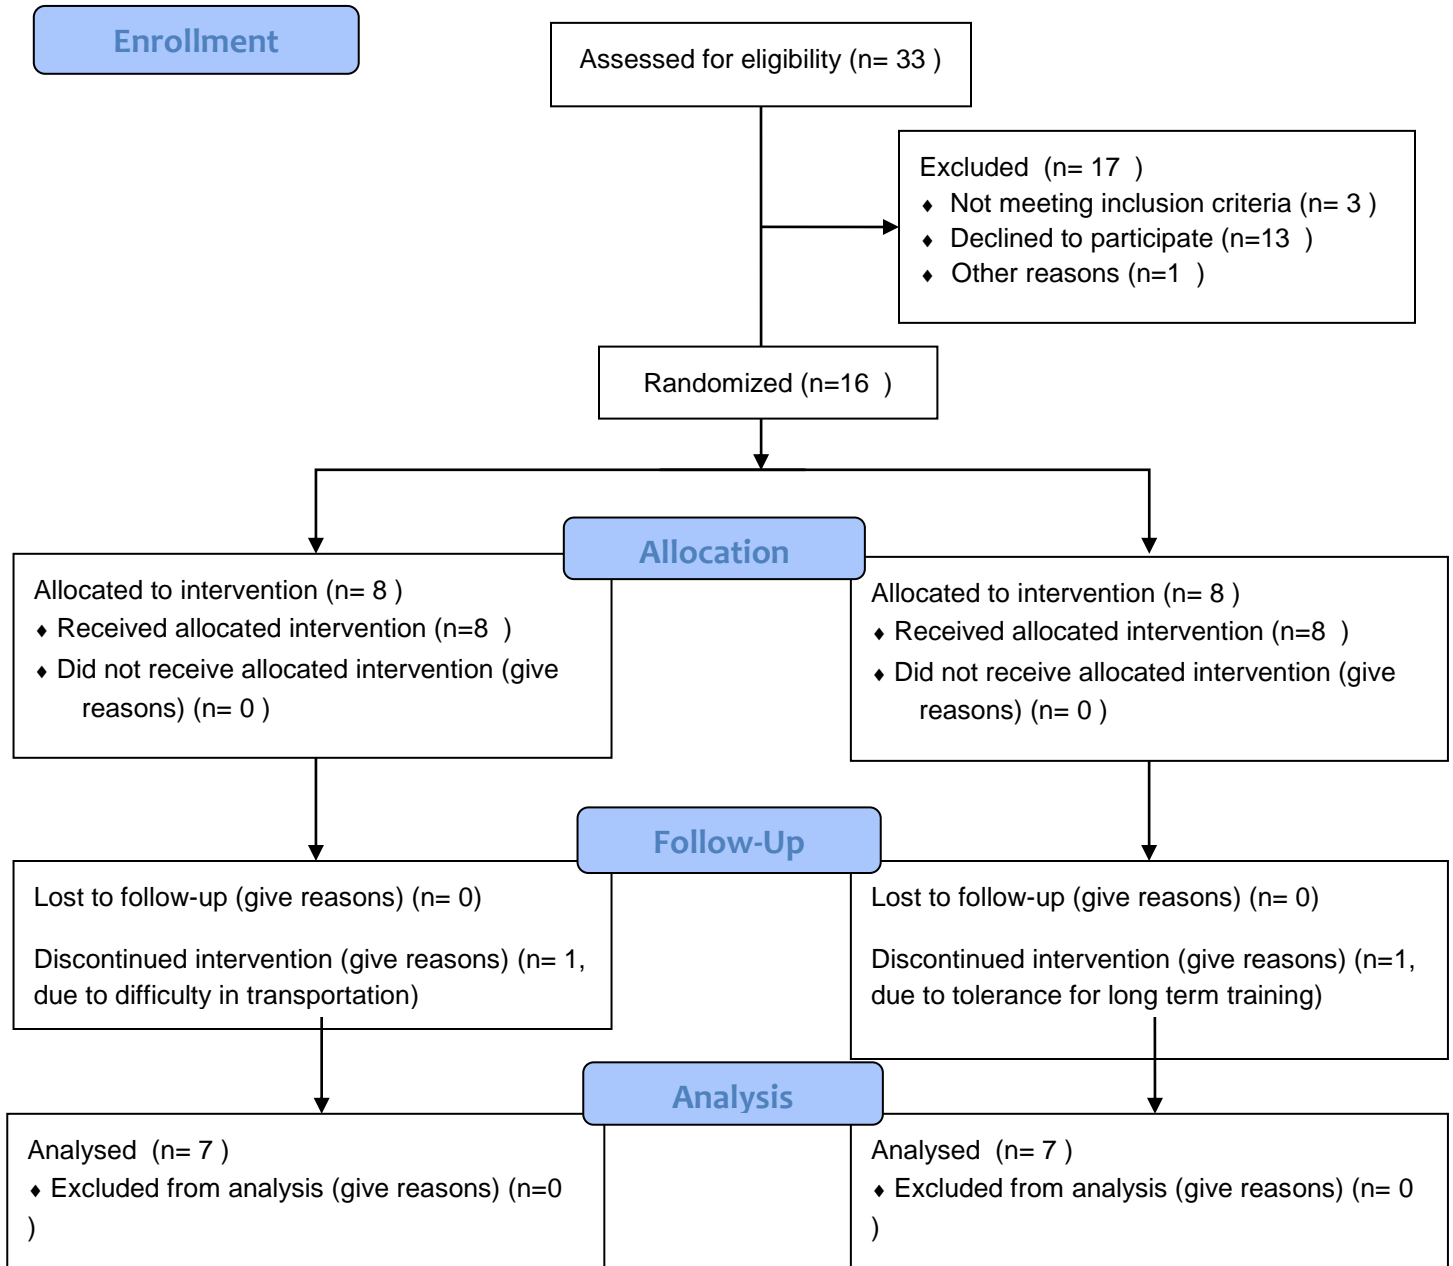 Enrollment
Assessed for eligibility (n= 33 )
Excluded (n= 17 )
♦ Not meeting inclusion criteria (n= 3 )
♦ Declined to participate (n=13 )
♦ Other reasons (n=1 )
Randomized (n=16 )
Allocation
Allocated to intervention (n= 8 )
♦ Received allocated intervention (n=8 )
♦ Did not receive allocated intervention (give
reasons) (n= 0 )
Allocated to intervention (n= 8 )
♦ Received allocated intervention (n=8 )
♦ Did not receive allocated intervention (give
reasons) (n= 0 )
Follow-Up
Lost to follow-up (give reasons) (n= 0)
Discontinued intervention (give reasons) (n= 1,
due to difficulty in transportation)
Lost to follow-up (give reasons) (n= 0)
Discontinued intervention (give reasons) (n=1,
due to tolerance for long term training)
Analysis
Analysed (n= 7 )
♦ Excluded from analysis (give reasons) (n=0
)
Analysed (n= 7 )
♦ Excluded from analysis (give reasons) (n= 0
)